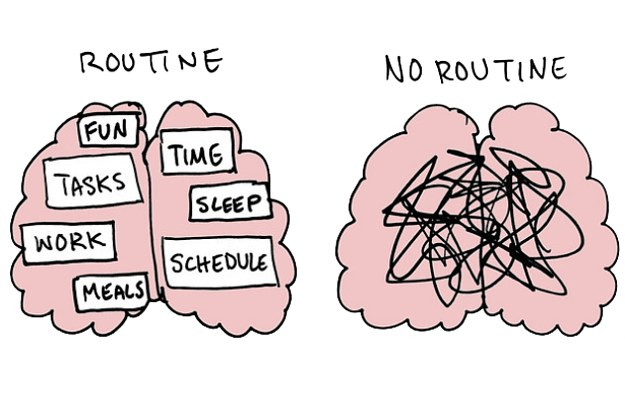 ROUTINE
FUN
TASKS
WORK
MEALS
TIME
SLEEP
SCHEDULE
NO ROUTINE